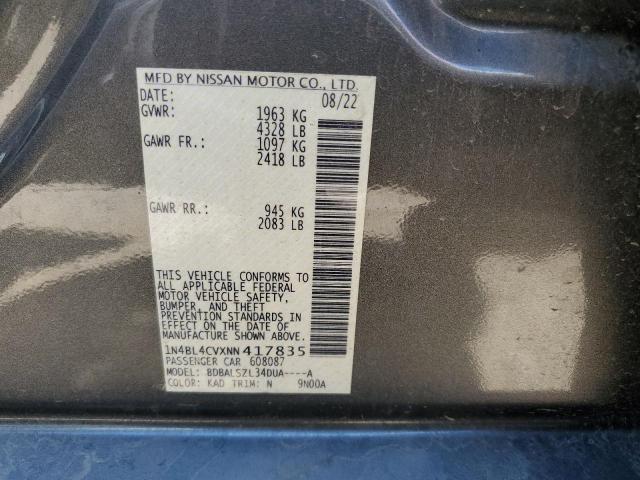 MFD BY NISSAN MOTOR CO., LTD.
DATE: 08/22
GVWR: 1963 KG
4328 LB
GAWR FR.: 1097 KG
2418 LB
GAWR RR.: 945 KG
2083 LB
THIS VEHICLE CONFORMS TO
ALL APPLICABLE FEDERAL
MOTOR VEHICLE SAFETY,
BUMPER, AND THEFT
PREVENTION STANDARDS IN
EFFECT ON THE DATE OF
MANUFACTURE SHOWN ABOVE.
1N4BL4CVXNN417835
PASSENGER CAR 608087
MODEL: BDBALSZL34DUA----A
COLOR: KAD TRIM: N 9N00A